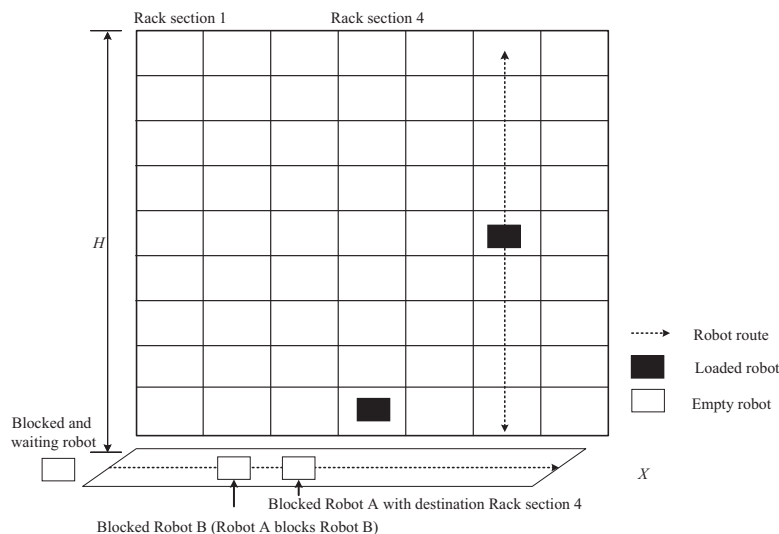 Rack section 1
Rack section 4
H
Robot route
Loaded robot
Empty robot
Blocked and
waiting robot
X
Blocked Robot A with destination Rack section 4
Blocked Robot B (Robot A blocks Robot B)